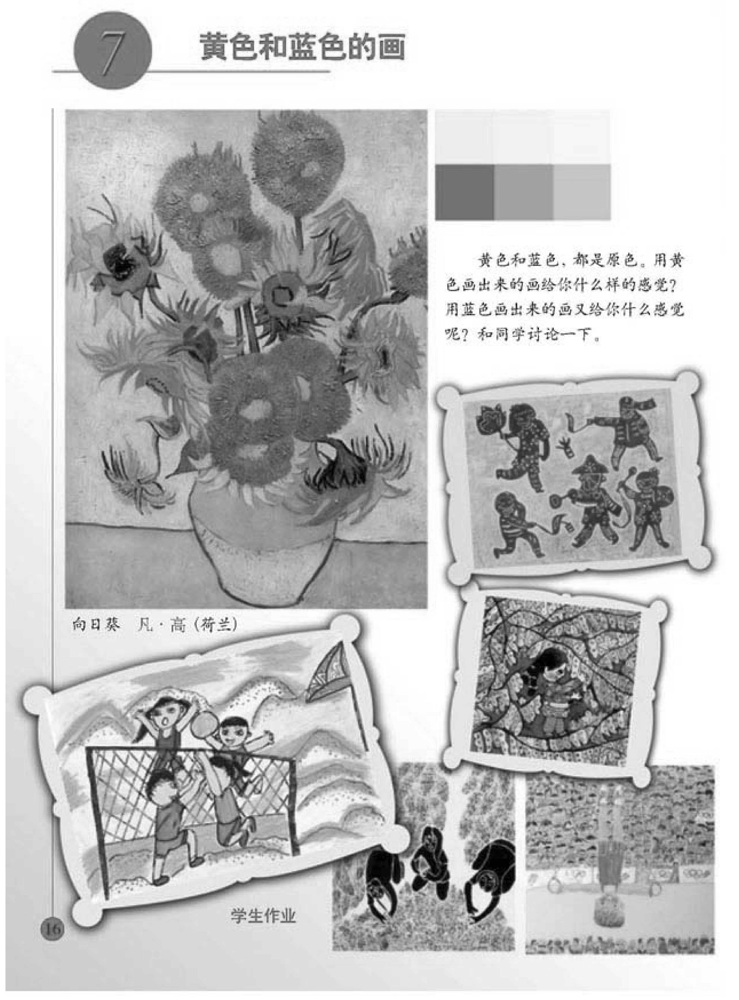 7
黄色和蓝色的画
黄色和蓝色，都是原色。用黄
色画出来的画给你什么样的感觉？
用蓝色画出来的画又给你什么感觉
呢？和同学讨论一下。
向日葵 凡·高（荷兰）
学生作业
16